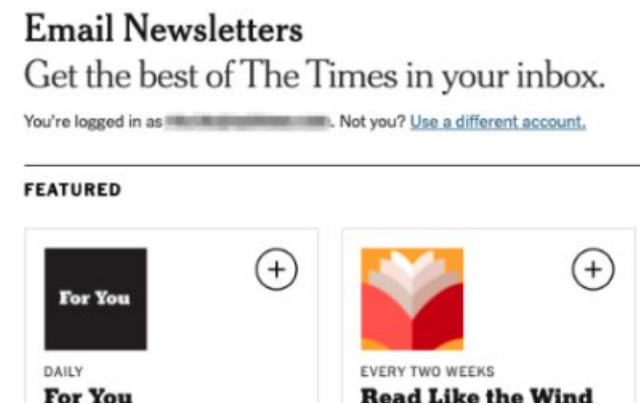 Email Newsletters
Get the best of The Times in your inbox.
You're logged in as . Not you? Use a different account.
FEATURED
For You
DAILY
For You
EVERY TWO WEEKS
Read Like the Wind